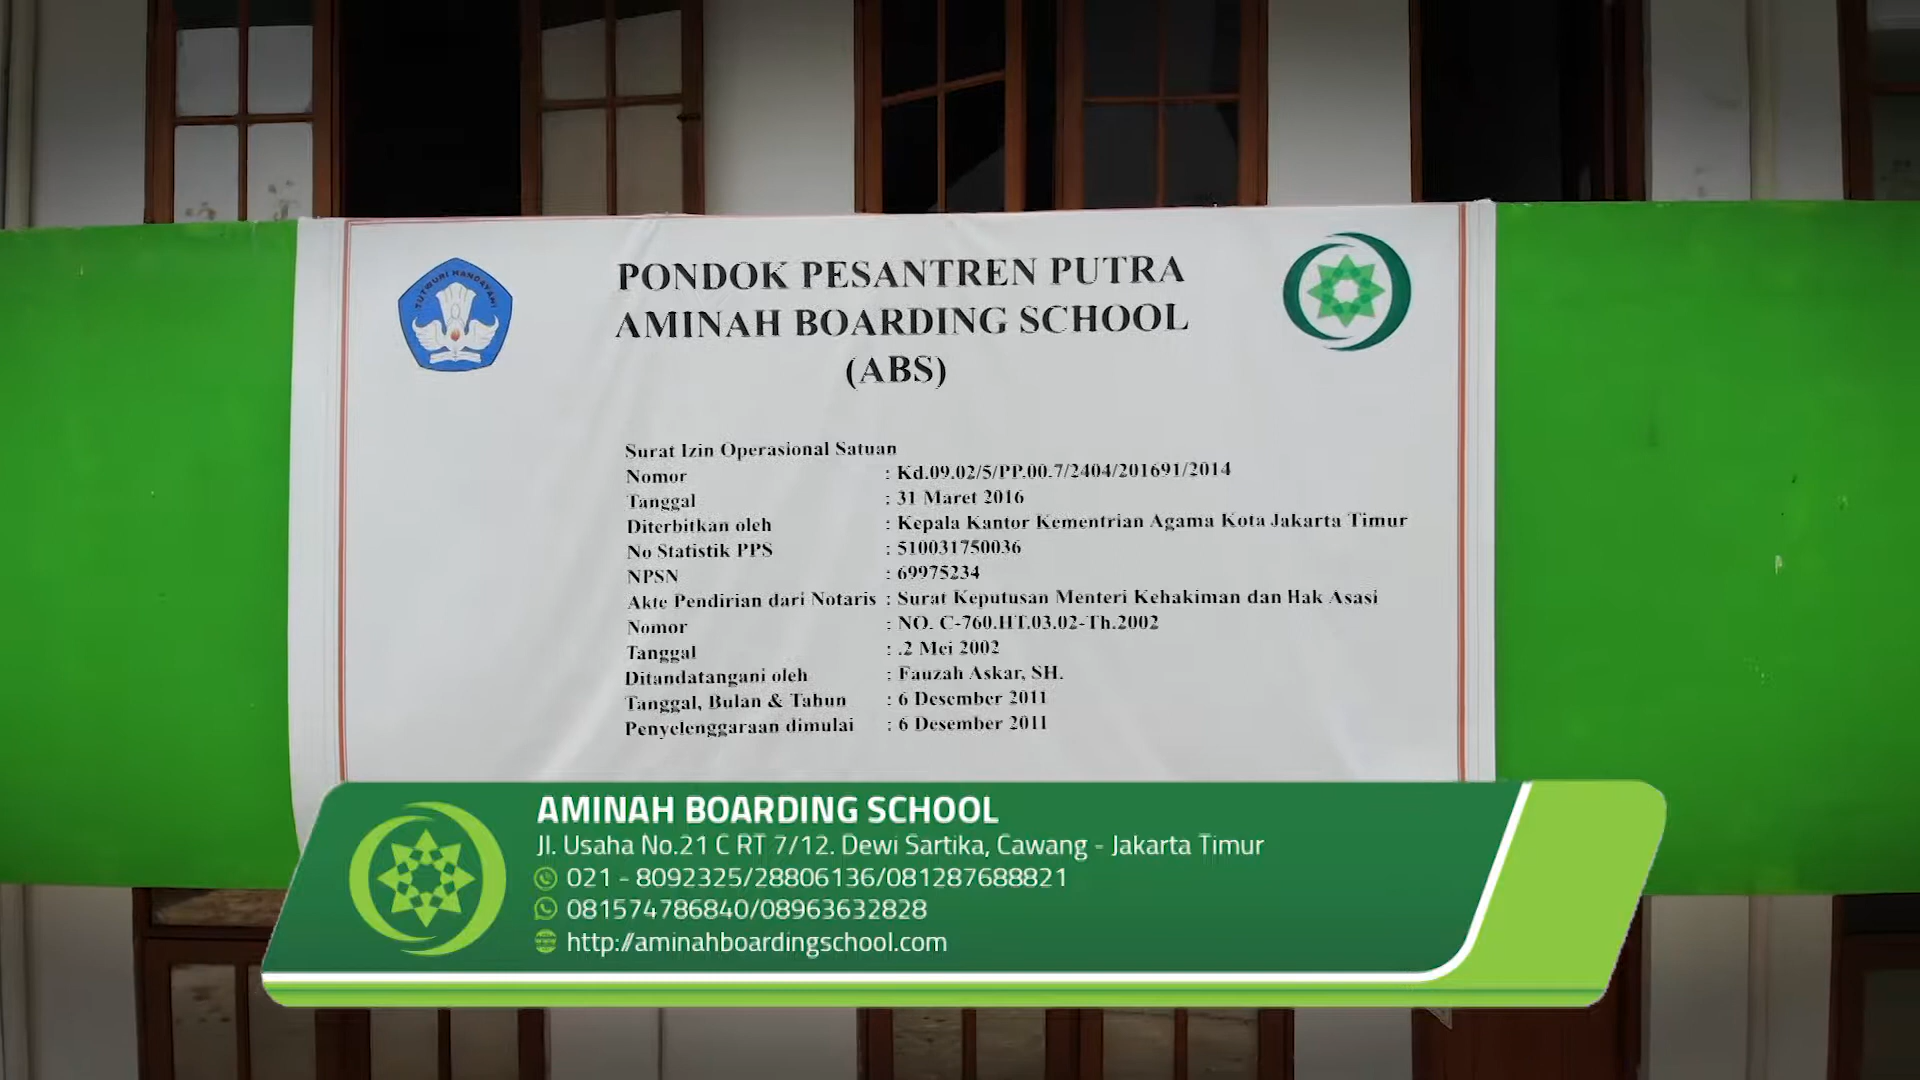 TUT WURI HANDAYANI
PONDOK PESANTREN PUTRA
AMINAH BOARDING SCHOOL
(ABS)
Surat Izin Operasional Satuan
Nomor : Kd.09.02/5/PP.00.7/2404/201691/2014
Tanggal : 31 Maret 2016
Diterbitkan oleh : Kepala Kantor Kementrian Agama Kota Jakarta Timur
No Statistik PPS : 510031750036
NPSN : 69975234
Akte Pendirian dari Notaris : Surat Keputusan Menteri Kehakiman dan Hak Asasi
Nomor : NO. C-760.HT.03.02-Th.2002
Tanggal : .2 Mei 2002
Ditandatangani oleh : Fauzah Askar, SH.
Tanggal, Bulan & Tahun : 6 Desember 2011
Penyelenggaraan dimulai : 6 Desember 2011
AMINAH BOARDING SCHOOL
Jl. Usaha No.21 C RT 7/12. Dewi Sartika, Cawang - Jakarta Timur
021 - 8092325/28806136/081287688821
081574786840/08963632828
http://aminahboardingschool.com